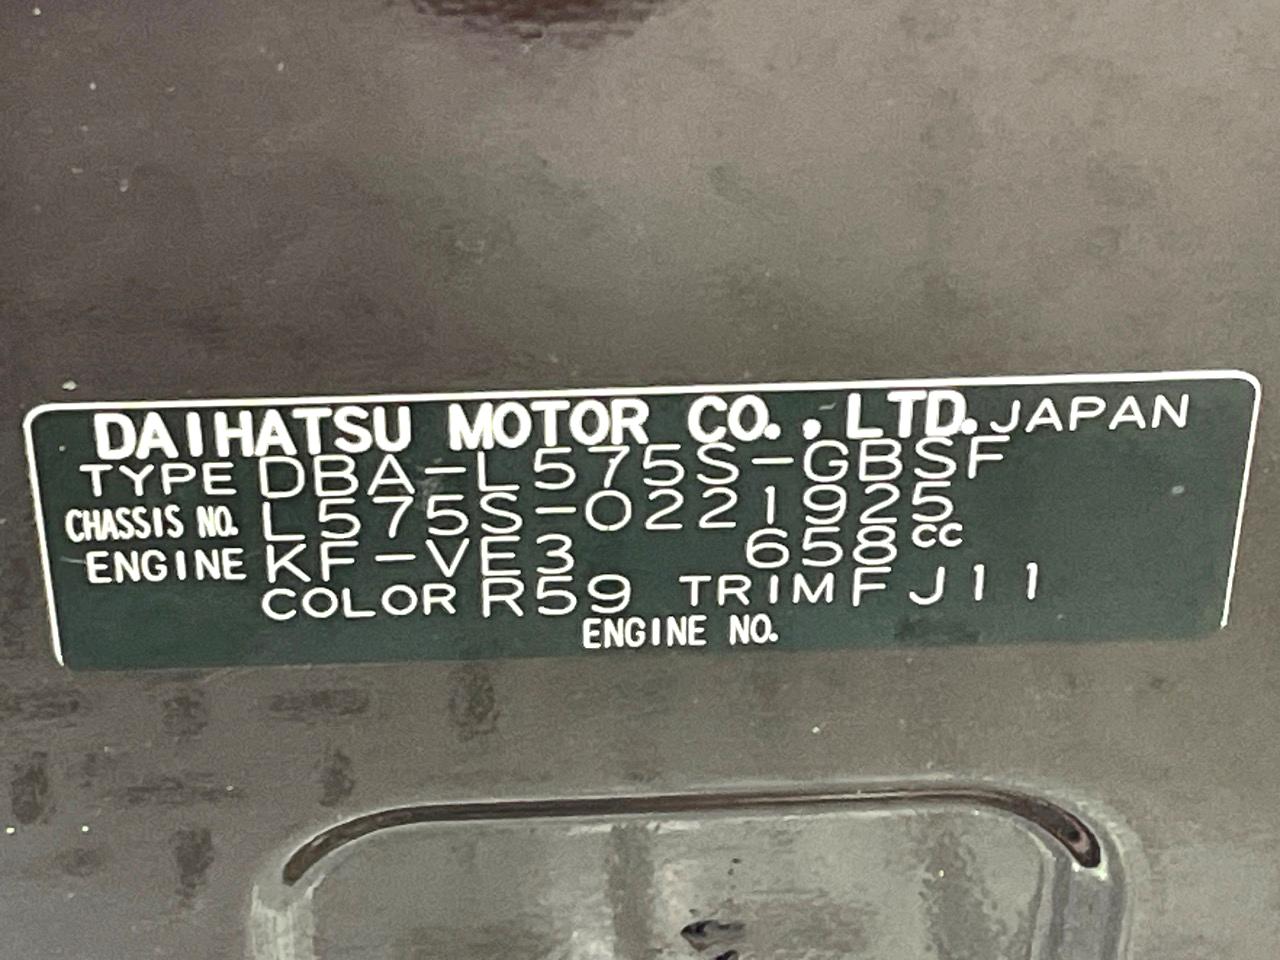 DAIHATSU MOTOR CO., LTD. JAPAN
TYPE DBA-L575S-GBSF
CHASSIS NO. L575S-0221925
ENGINE KF-VE3 658cc
COLOR R59 TRIM FJ11
ENGINE NO.